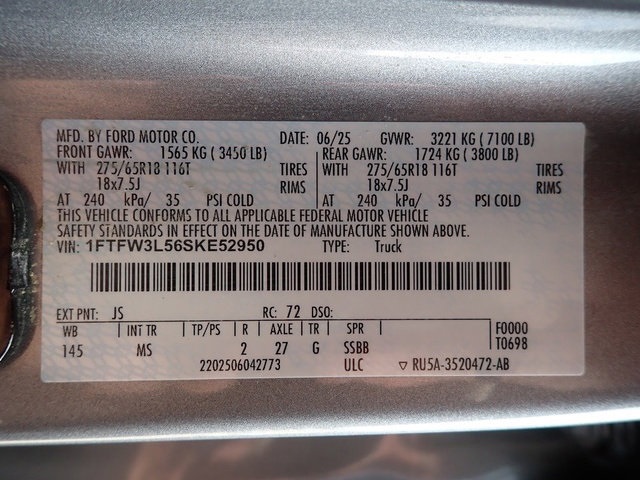 MFD. BY FORD MOTOR CO. DATE: 06/25 GVWR: 3221 KG ( 7100 LB)
FRONT GAWR: 1565 KG ( 3450 LB) REAR GAWR: 1724 KG ( 3800 LB)
WITH 275/65R18 116T TIRES WITH 275/65R18 116T TIRES
18x7.5J RIMS 18x7.5J RIMS
AT 240 kPa/ 35 PSI COLD AT 240 kPa/ 35 PSI COLD
THIS VEHICLE CONFORMS TO ALL APPLICABLE FEDERAL MOTOR VEHICLE
SAFETY STANDARDS IN EFFECT ON THE DATE OF MANUFACTURE SHOWN ABOVE.
VIN: 1FTFW3L56SKE52950 TYPE: Truck
EXT PNT: JS RC: 72 DSO:
WB INT TR TP/PS R AXLE TR SPR F0000
145 MS 2 27 G SSBB T0698
2202506042773 ULC ▽ RU5A-3520472-AB